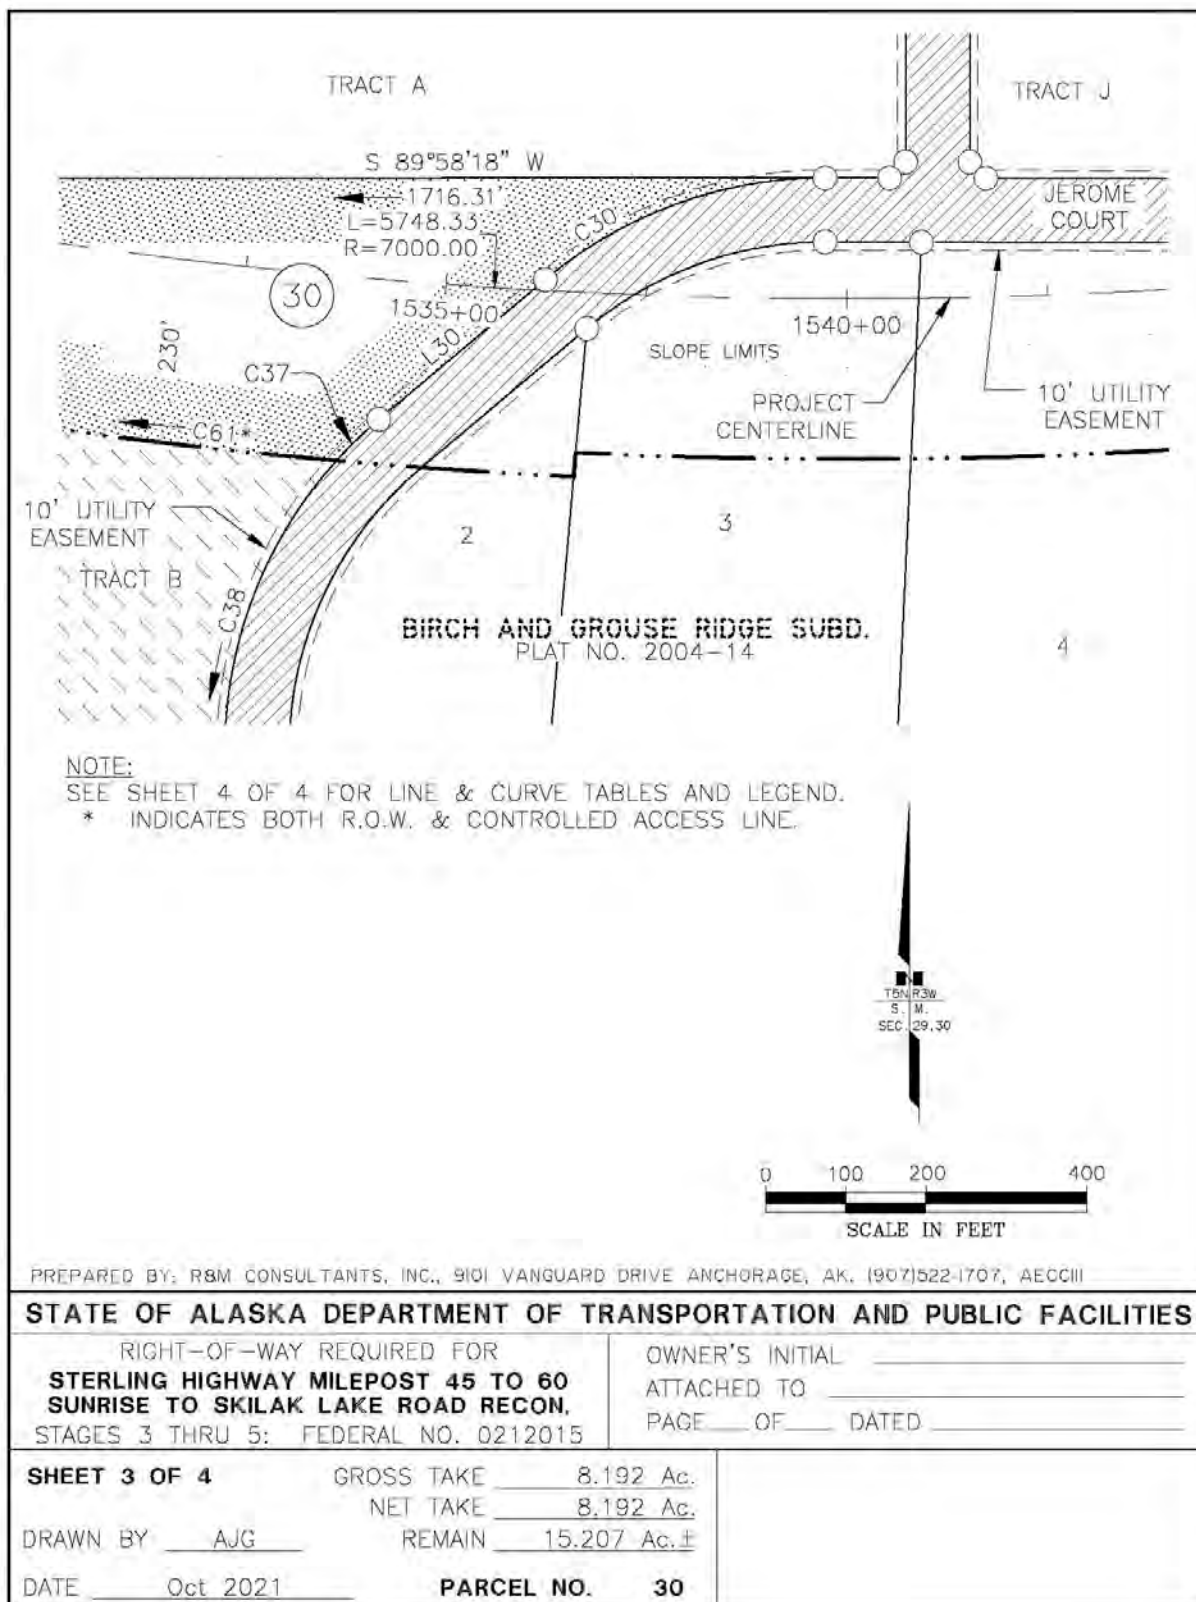 TRACT A
TRACT J
S 89°58'18" W
1716.31'
L=5748.33
R=7000.00
C30
JEROME
COURT
30
1535+00
L30
1540+00
SLOPE LIMITS
230'
C37
PROJECT
CENTERLINE
10' UTILITY
EASEMENT
C61*
10' UTILITY
EASEMENT
2
3
TRACT B
C38
BIRCH AND GROUSE RIDGE SUBD.
PLAT NO. 2004-14
4
NOTE:
SEE SHEET 4 OF 4 FOR LINE & CURVE TABLES AND LEGEND.
* INDICATES BOTH R.O.W. & CONTROLLED ACCESS LINE.
T5N R3W
S. M.
SEC. 29,30
0 100 200 400
SCALE IN FEET
PREPARED BY: R&M CONSULTANTS, INC., 9101 VANGUARD DRIVE ANCHORAGE, AK. (907)522-1707, AECC111
STATE OF ALASKA DEPARTMENT OF TRANSPORTATION AND PUBLIC FACILITIES
RIGHT-OF-WAY REQUIRED FOR
STERLING HIGHWAY MILEPOST 45 TO 60
SUNRISE TO SKILAK LAKE ROAD RECON.
STAGES 3 THRU 5: FEDERAL NO. 0212015
OWNER'S INITIAL
ATTACHED TO
PAGE OF DATED
SHEET 3 OF 4
GROSS TAKE 8.192 Ac.
NET TAKE 8.192 Ac.
DRAWN BY AJG
REMAIN 15.207 Ac.±
DATE Oct 2021
PARCEL NO. 30